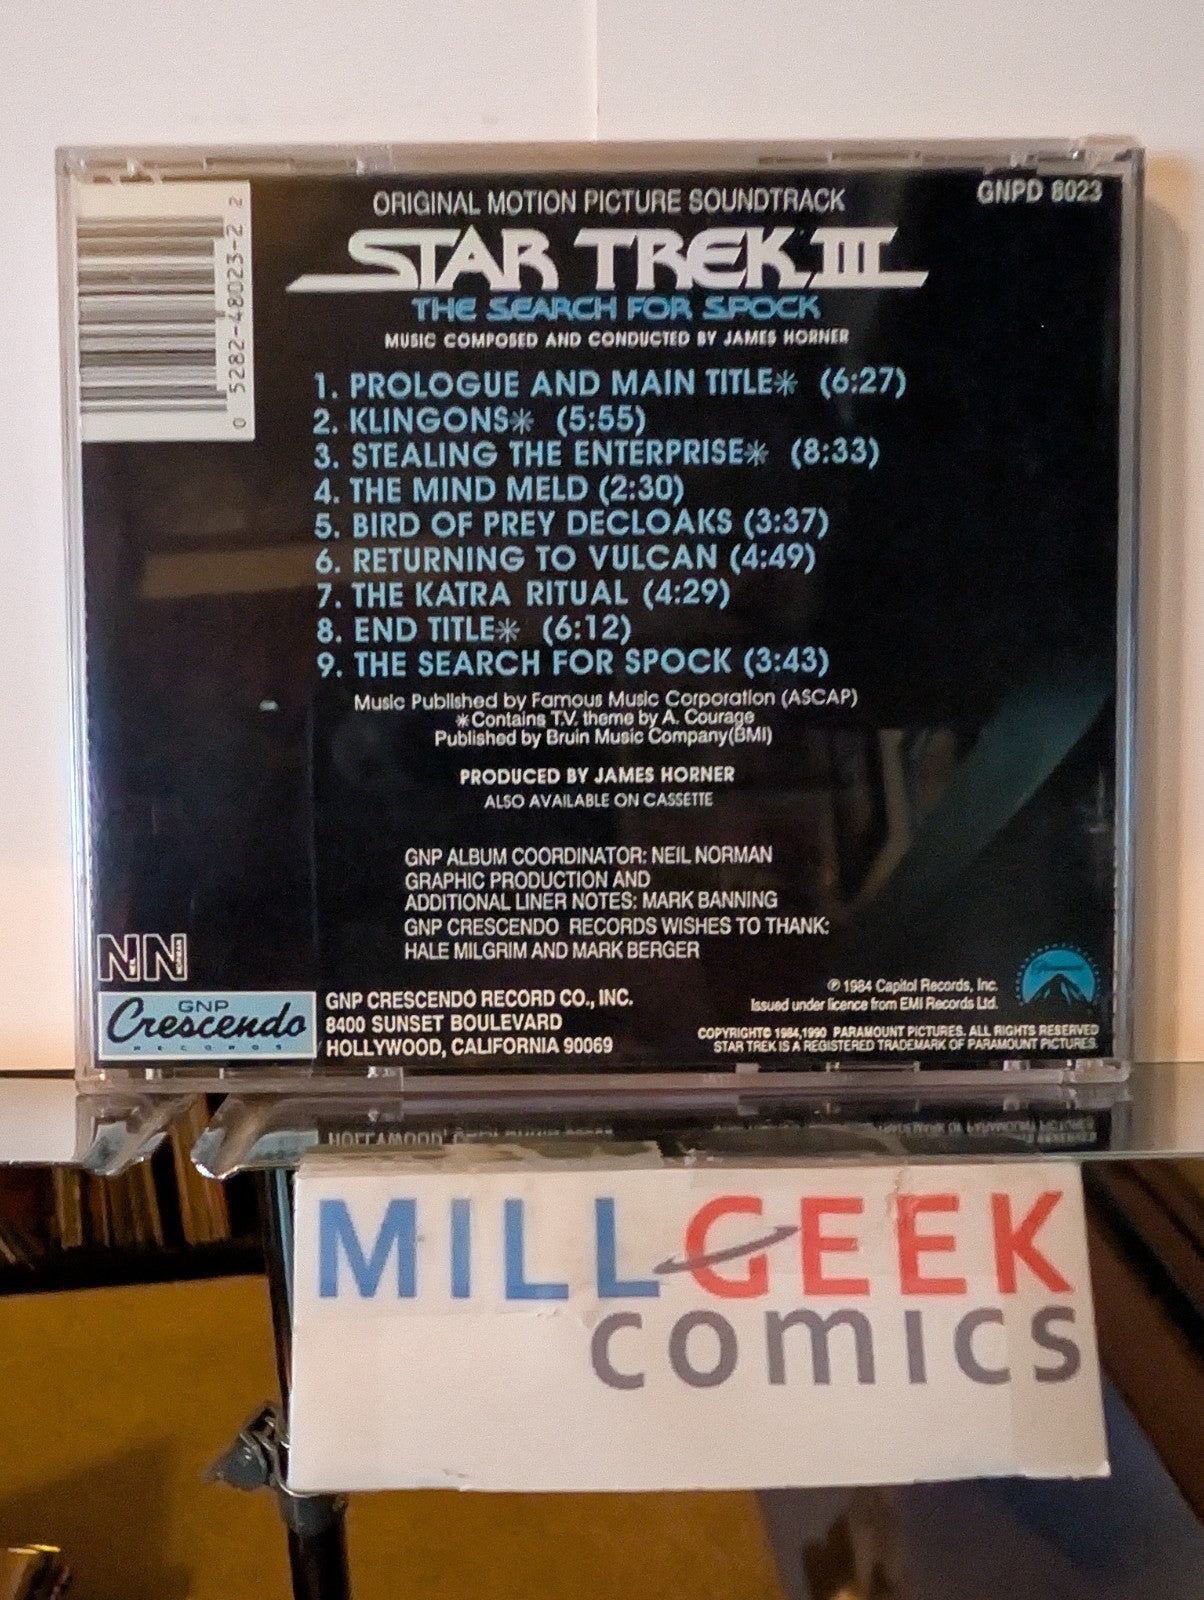 ORIGINAL MOTION PICTURE SOUNDTRACK
GNPD 8023
STAR TREK III
THE SEARCH FOR SPOCK
MUSIC COMPOSED AND CONDUCTED BY JAMES HORNER
0 5282-48023-2 2
1. PROLOGUE AND MAIN TITLE* (6:27)
2. KLINGONS* (5:55)
3. STEALING THE ENTERPRISE* (8:33)
4. THE MIND MELD (2:30)
5. BIRD OF PREY DECLOAKS (3:37)
6. RETURNING TO VULCAN (4:49)
7. THE KATRA RITUAL (4:29)
8. END TITLE* (6:12)
9. THE SEARCH FOR SPOCK (3:43)
Music Published by Famous Music Corporation (ASCAP)
*Contains T.V. theme by A. Courage
Published by Bruin Music Company(BMI)
PRODUCED BY JAMES HORNER
ALSO AVAILABLE ON CASSETTE
GNP ALBUM COORDINATOR: NEIL NORMAN
GRAPHIC PRODUCTION AND
ADDITIONAL LINER NOTES: MARK BANNING
GNP CRESCENDO RECORDS WISHES TO THANK:
HALE MILGRIM AND MARK BERGER
NN
GNP
Crescendo
RECORDS
GNP CRESCENDO RECORD CO., INC.
8400 SUNSET BOULEVARD
HOLLYWOOD, CALIFORNIA 90069
℗ 1984 Capitol Records, Inc.
Issued under licence from EMI Records Ltd.
Paramount
COPYRIGHT© 1984,1990 PARAMOUNT PICTURES. ALL RIGHTS RESERVED
STAR TREK IS A REGISTERED TRADEMARK OF PARAMOUNT PICTURES.
MILLGEEK
COMICS